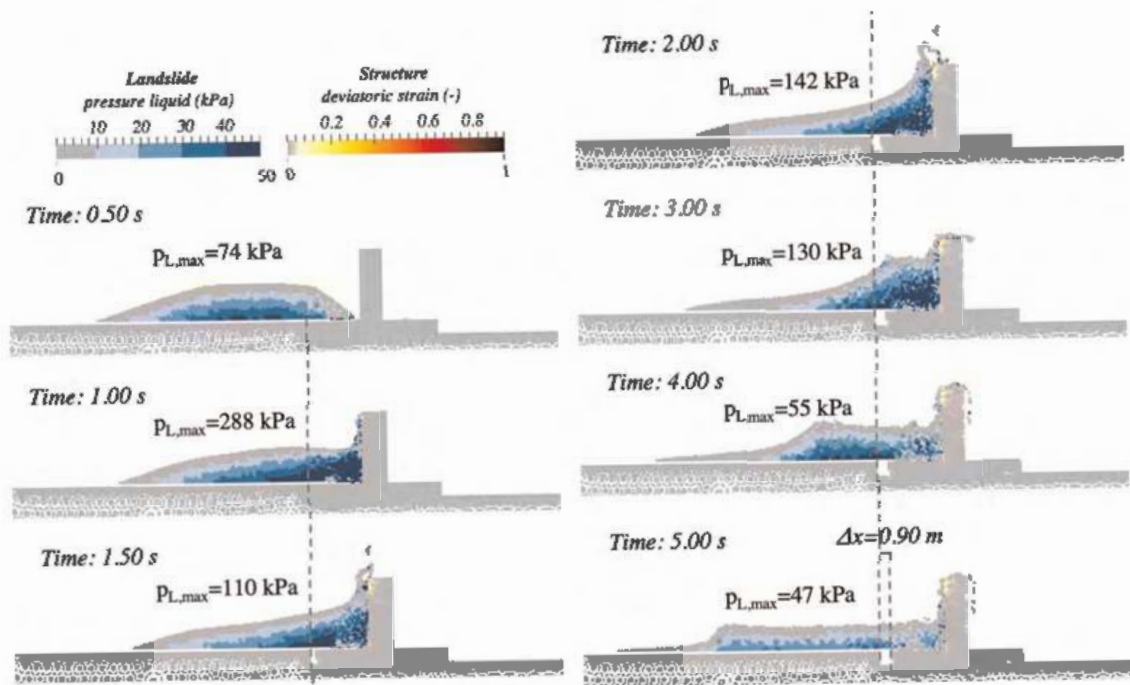 Landslide
pressure liquid (kPa)
10 20 30 40
0 50
Structure
deviatoric strain (-)
0.2 0.4 0.6 0.8
0 1
Time: 0.50 s
pL,max=74 kPa
Time: 1.00 s
pL,max=288 kPa
Time: 1.50 s
pL,max=110 kPa
Time: 2.00 s
pL,max=142 kPa
Time: 3.00 s
pL,max=130 kPa
Time: 4.00 s
pL,max=55 kPa
Time: 5.00 s
Δx=0.90 m
pL,max=47 kPa